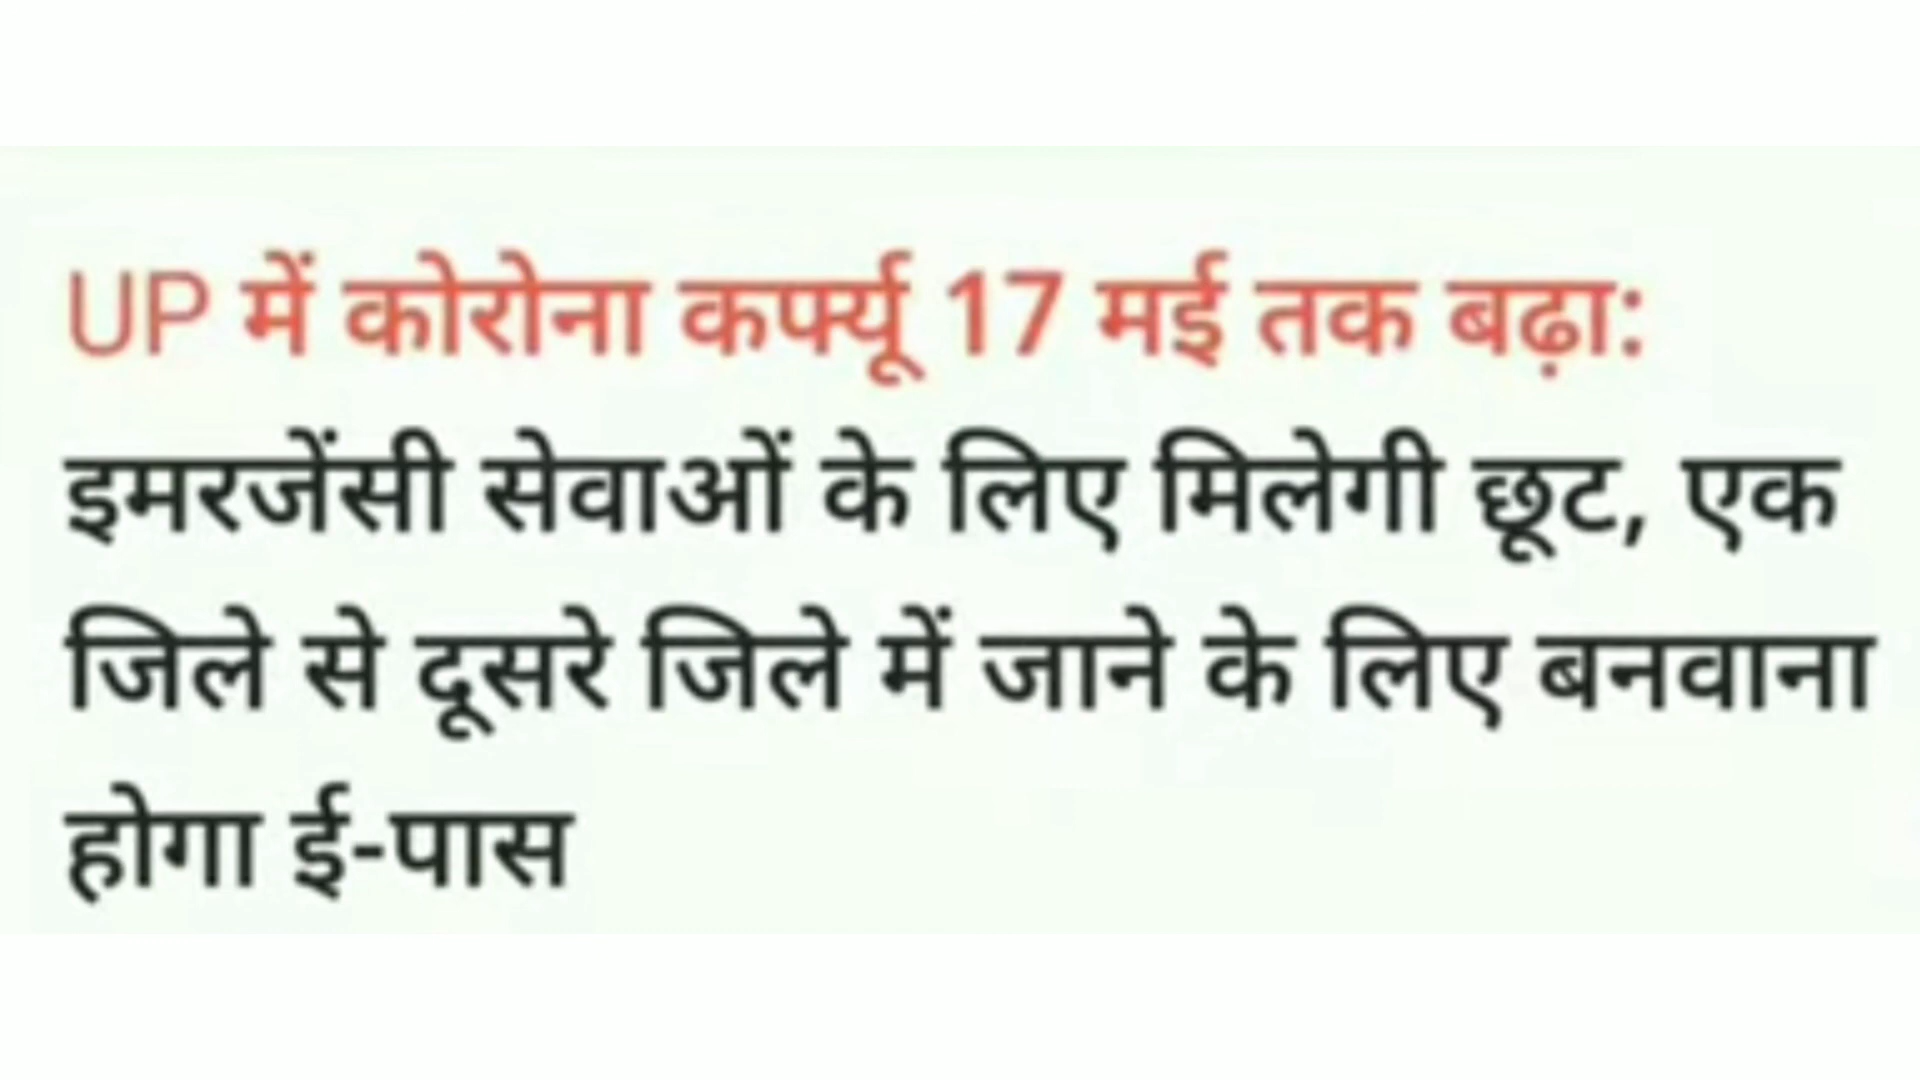 UP में कोरोना कर्फ्यू 17 मई तक बढ़ा:
इमरजेंसी सेवाओं के लिए मिलेगी छूट, एक
जिले से दूसरे जिले में जाने के लिए बनवाना
होगा ई-पास